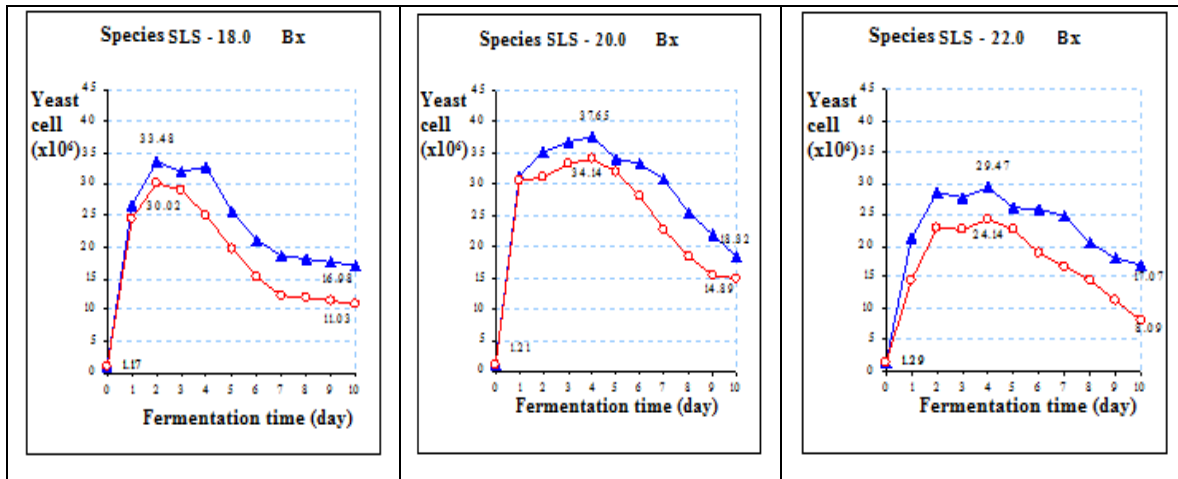 Species SLS - 18.0 Bx
Yeast
cell
(x10⁶)
45
40
35
30
25
20
15
10
5
0
33.48
30.02
16.98
11.03
1.17
0 1 2 3 4 5 6 7 8 9 10
Fermentation time (day)
Species SLS - 20.0 Bx
Yeast
cell
(x10⁶)
45
40
35
30
25
20
15
10
5
0
37.65
34.14
18.82
14.89
1.21
0 1 2 3 4 5 6 7 8 9 10
Fermentation time (day)
Species SLS - 22.0 Bx
Yeast
cell
(x10⁶)
45
40
35
30
25
20
15
10
5
0
29.47
24.14
17.07
8.09
1.29
0 1 2 3 4 5 6 7 8 9 10
Fermentation time (day)